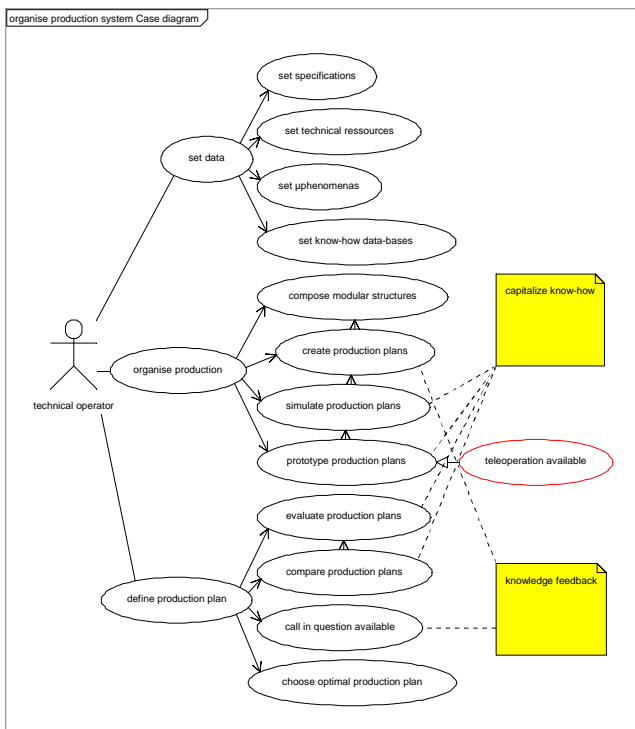 organise production system Case diagram
set specifications
set technical ressources
set data
set µphenomenas
set know-how data-bases
compose modular structures
capitalize know-how
create production plans
organise production
technical operator
simulate production plans
prototype production plans
teleoperation available
evaluate production plans
compare production plans
knowledge feedback
define production plan
call in question available
choose optimal production plan